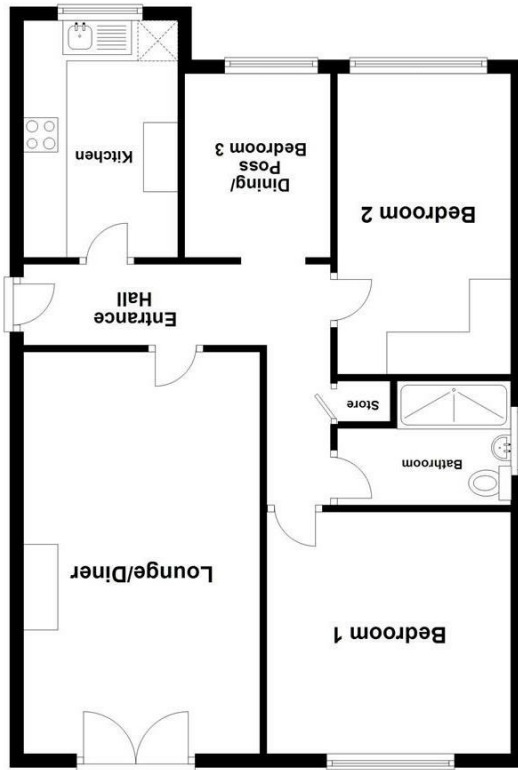 Bedroom 1
Lounge/Diner
Bathroom
Store
Entrance
Hall
Bedroom 2
Dining/
Poss
Bedroom 3
Kitchen